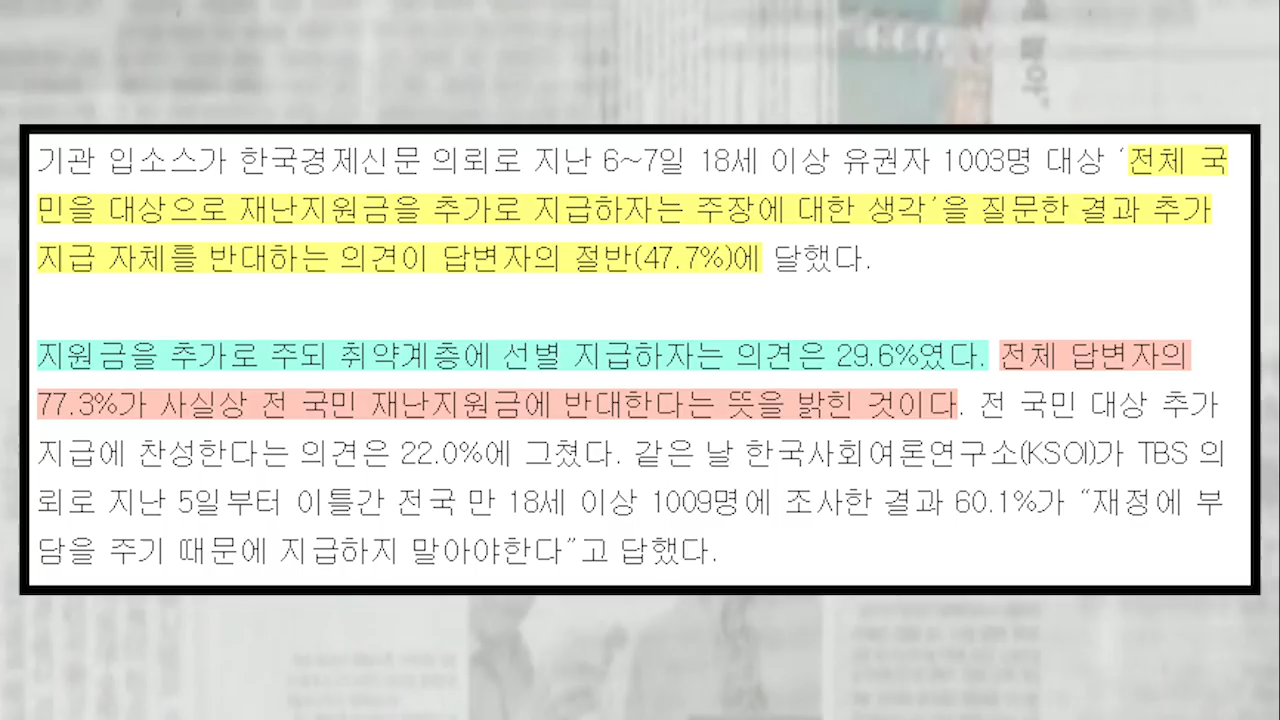 기관 입소스가 한국경제신문 의뢰로 지난 6~7일 18세 이상 유권자 1003명 대상 ‘전체 국
민을 대상으로 재난지원금을 추가로 지급하자는 주장에 대한 생각’을 질문한 결과 추가
지급 자체를 반대하는 의견이 답변자의 절반(47.7%)에 달했다.
지원금을 추가로 주되 취약계층에 선별 지급하자는 의견은 29.6%였다. 전체 답변자의
77.3%가 사실상 전 국민 재난지원금에 반대한다는 뜻을 밝힌 것이다. 전 국민 대상 추가
지급에 찬성한다는 의견은 22.0%에 그쳤다. 같은 날 한국사회여론연구소(KSOI)가 TBS 의
뢰로 지난 5일부터 이틀간 전국 만 18세 이상 1009명에 조사한 결과 60.1%가 “재정에 부
담을 주기 때문에 지급하지 말아야한다”고 답했다.